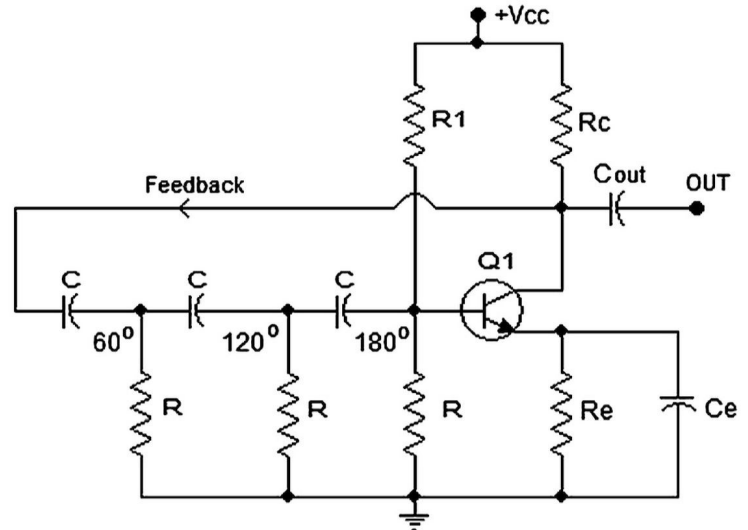 +Vcc
R1
Rc
Cout
OUT
Feedback
Q1
C
C
C
60°
120°
180°
R
R
R
Re
Ce